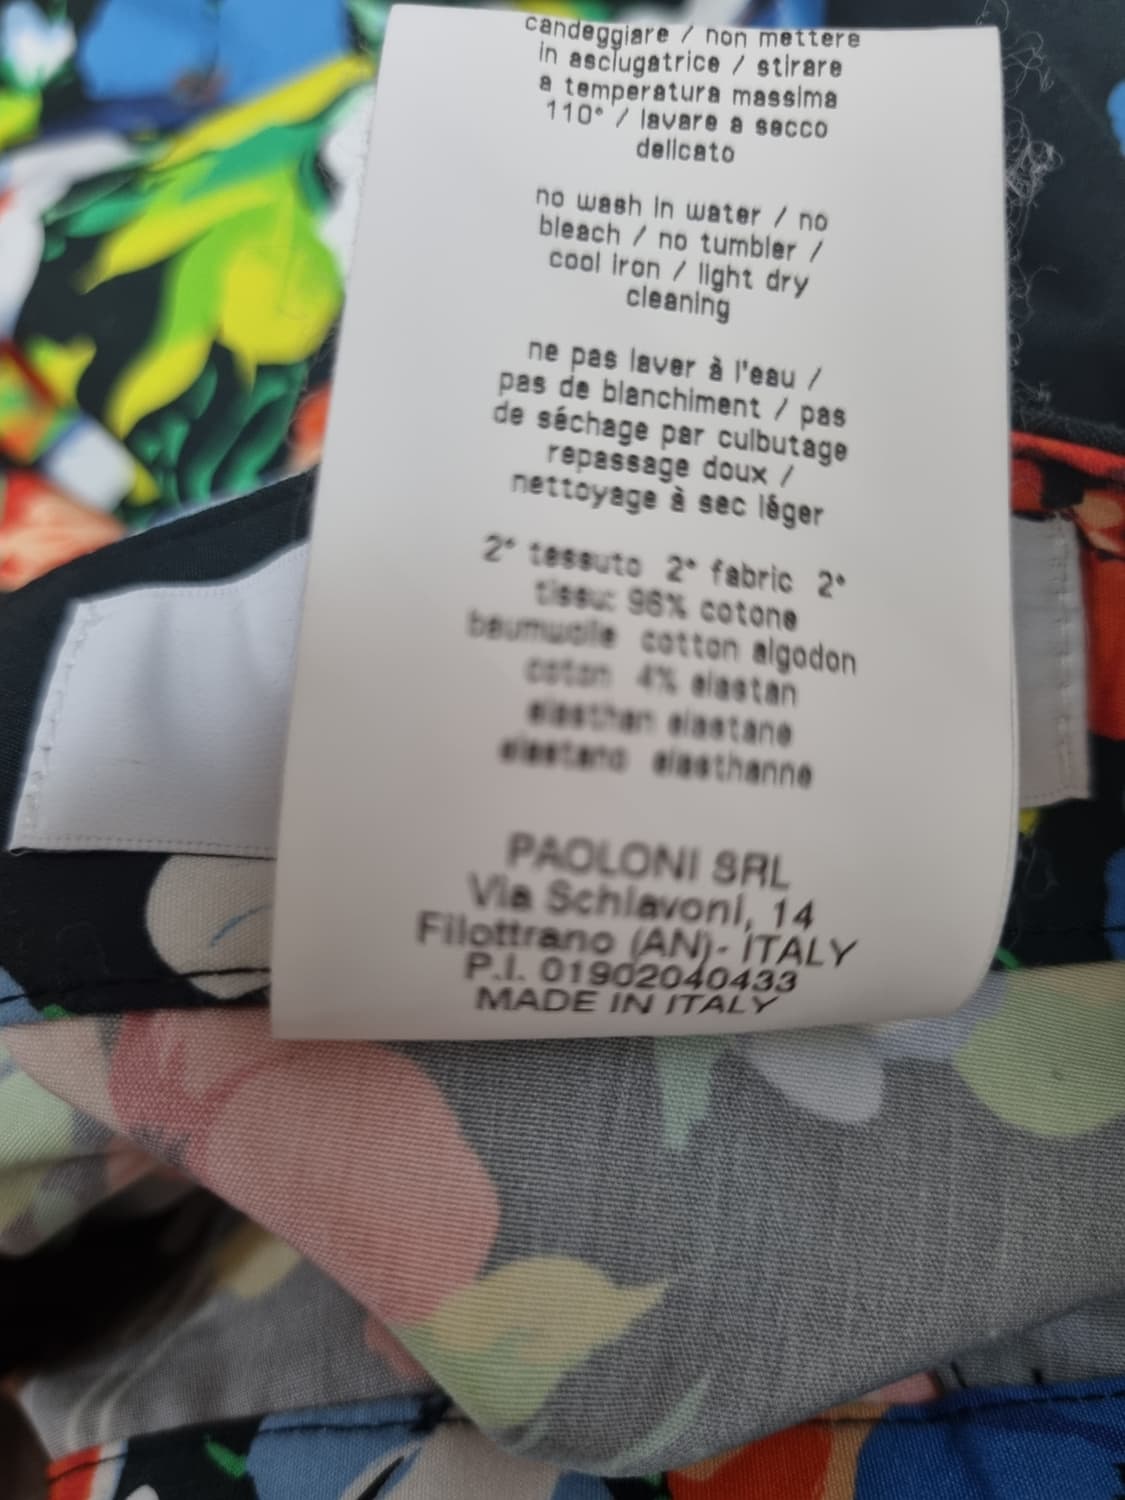 candeggiare / non mettere
in asciugatrice / stirare
a temperatura massima
110° / lavare a secco
delicato
no wash in water / no
bleach / no tumbler /
cool iron / light dry
cleaning
ne pas laver à l'eau /
pas de blanchiment / pas
de séchage par culbutage
repassage doux /
nettoyage à sec léger
2° tessuto 2° fabric 2°
tissu: 96% cotone
baumwolle cotton algodon
coton 4% elastan
elasthan elastane
elastano elasthanne
PAOLONI SRL
Via Schiavoni, 14
Filottrano (AN)- ITALY
P.I. 01902040433
MADE IN ITALY